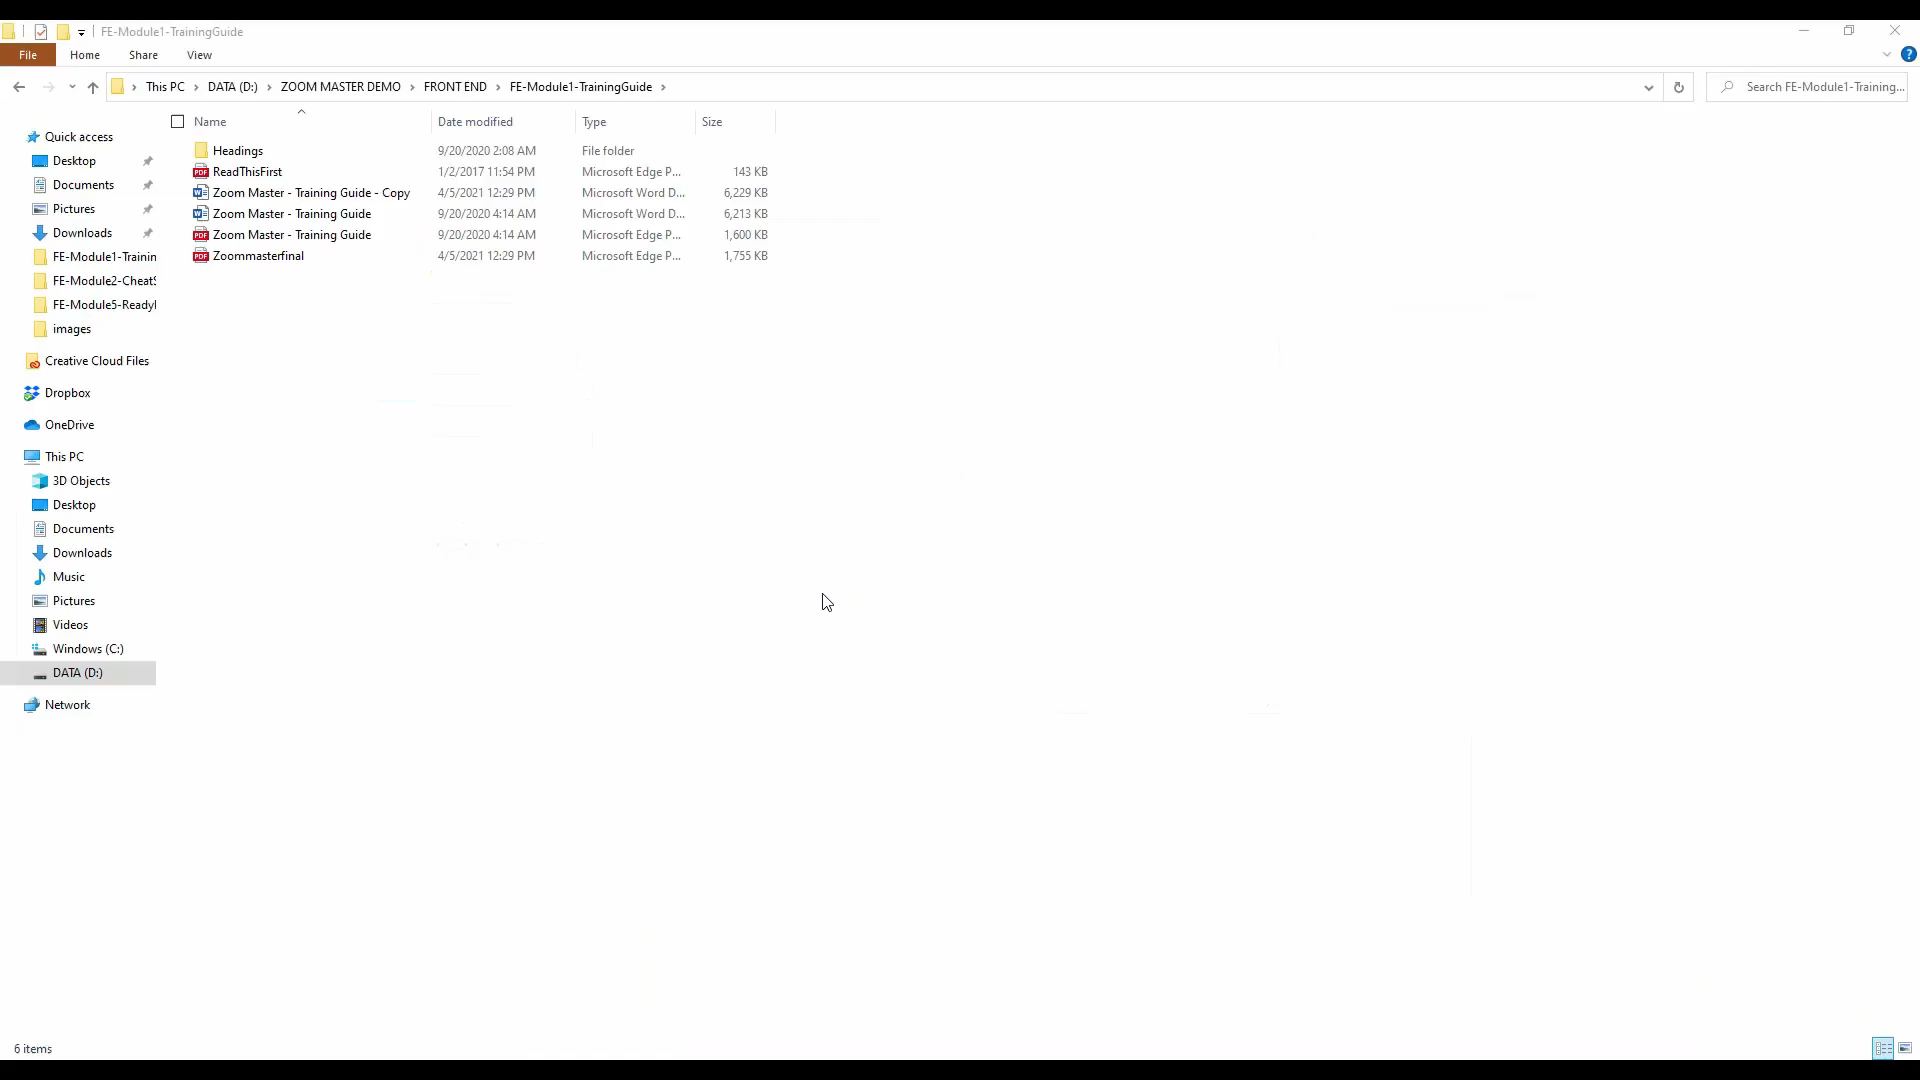 FE-Module1-TrainingGuide
File Home Share View
This PC DATA (D:) ZOOM MASTER DEMO FRONT END FE-Module1-TrainingGuide
Search FE-Module1-Training...
Name Date modified Type Size
Headings 9/20/2020 2:08 AM File folder
ReadThisFirst 1/2/2017 11:54 PM Microsoft Edge P... 143 KB
Zoom Master - Training Guide - Copy 4/5/2021 12:29 PM Microsoft Word D... 6,229 KB
Zoom Master - Training Guide 9/20/2020 4:14 AM Microsoft Word D... 6,213 KB
Zoom Master - Training Guide 9/20/2020 4:14 AM Microsoft Edge P... 1,600 KB
Zoommasterfinal 4/5/2021 12:29 PM Microsoft Edge P... 1,755 KB
Quick access
Desktop
Documents
Pictures
Downloads
FE-Module1-Trainin
FE-Module2-CheatS
FE-Module5-Readyl
images
Creative Cloud Files
Dropbox
OneDrive
This PC
3D Objects
Desktop
Documents
Downloads
Music
Pictures
Videos
Windows (C:)
DATA (D:)
Network
6 items